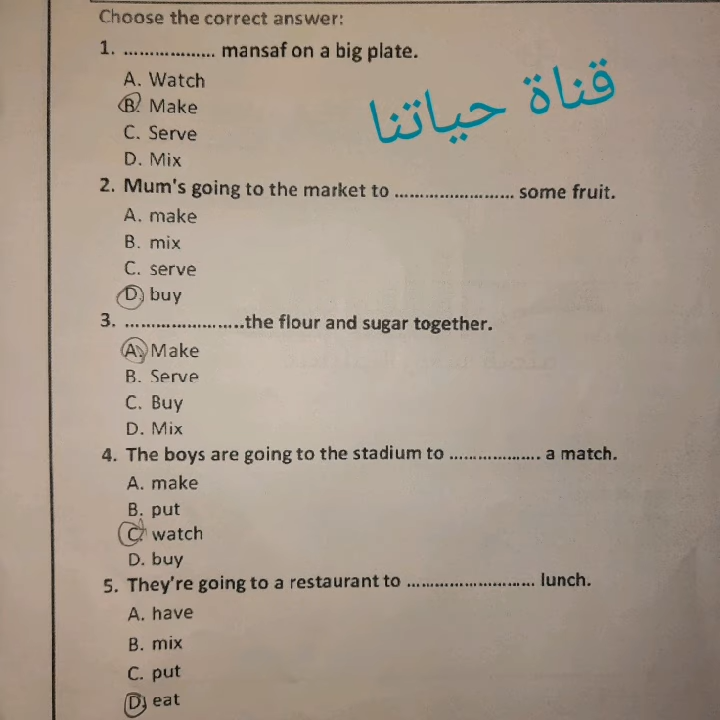 Choose the correct answer:
1. .................. mansaf on a big plate.
A. Watch
B. Make
C. Serve
D. Mix
قناة حياتنا
2. Mum's going to the market to ....................... some fruit.
A. make
B. mix
C. serve
D. buy
3. .......................the flour and sugar together.
A. Make
B. Serve
C. Buy
D. Mix
4. The boys are going to the stadium to .................. a match.
A. make
B. put
C. watch
D. buy
5. They're going to a restaurant to ......................... lunch.
A. have
B. mix
C. put
D. eat